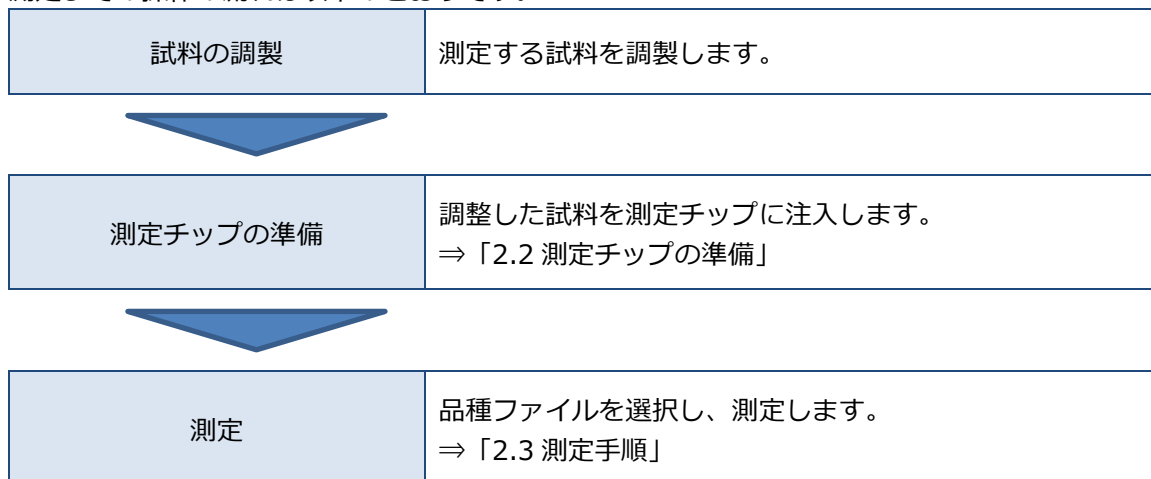 試料の調製
測定する試料を調製します。
測定チップの準備
調整した試料を測定チップに注入します。
⇒「2.2 測定チップの準備」
測定
品種ファイルを選択し、測定します。
⇒「2.3 測定手順」